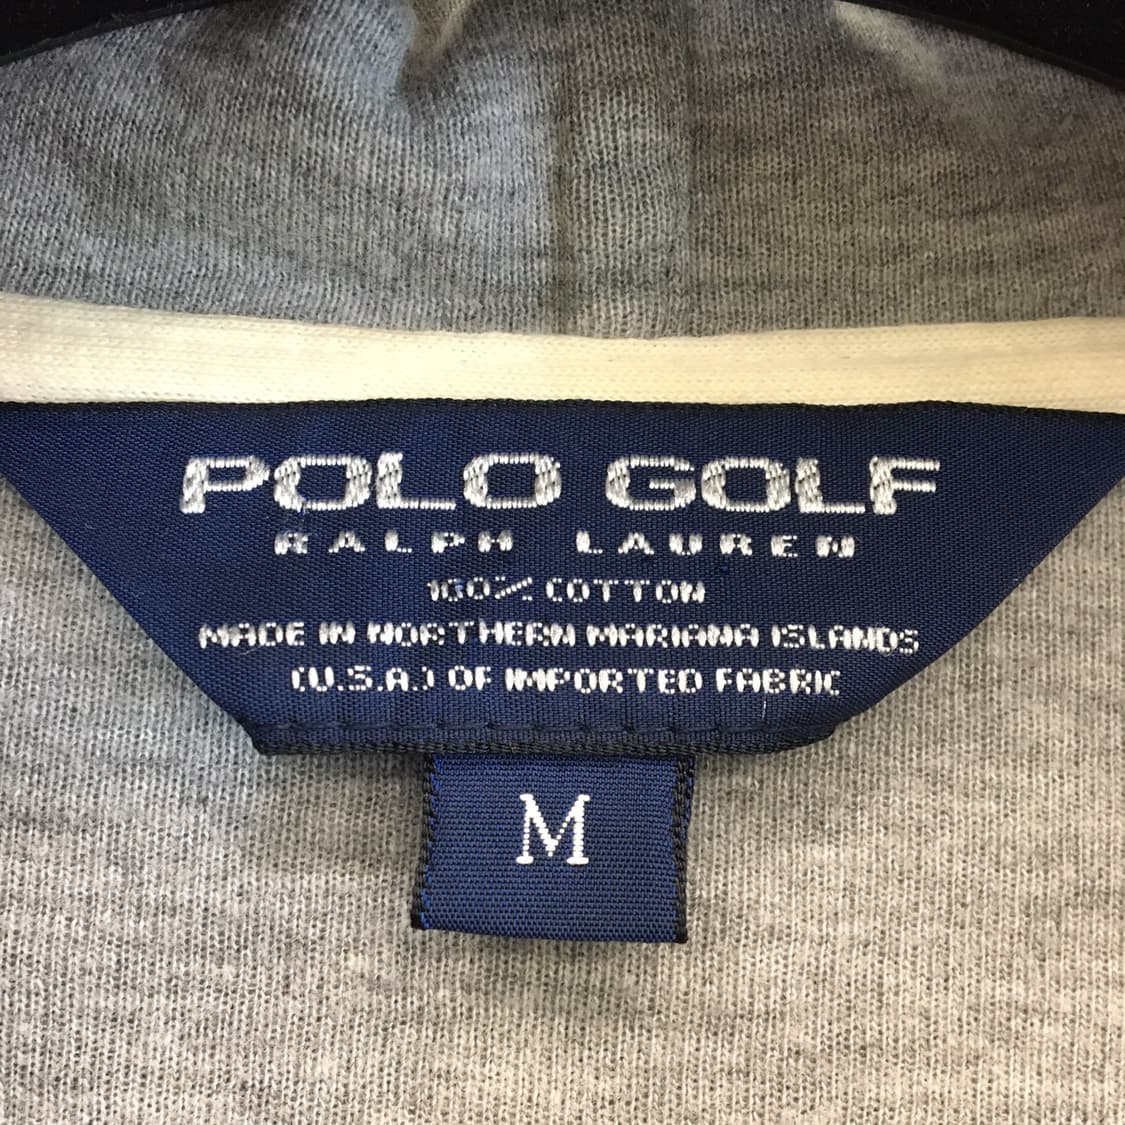 POLO GOLF
RALPH LAUREN
100% COTTON
MADE IN NORTHERN MARIANA ISLANDS
(U.S.A.) OF IMPORTED FABRIC
M